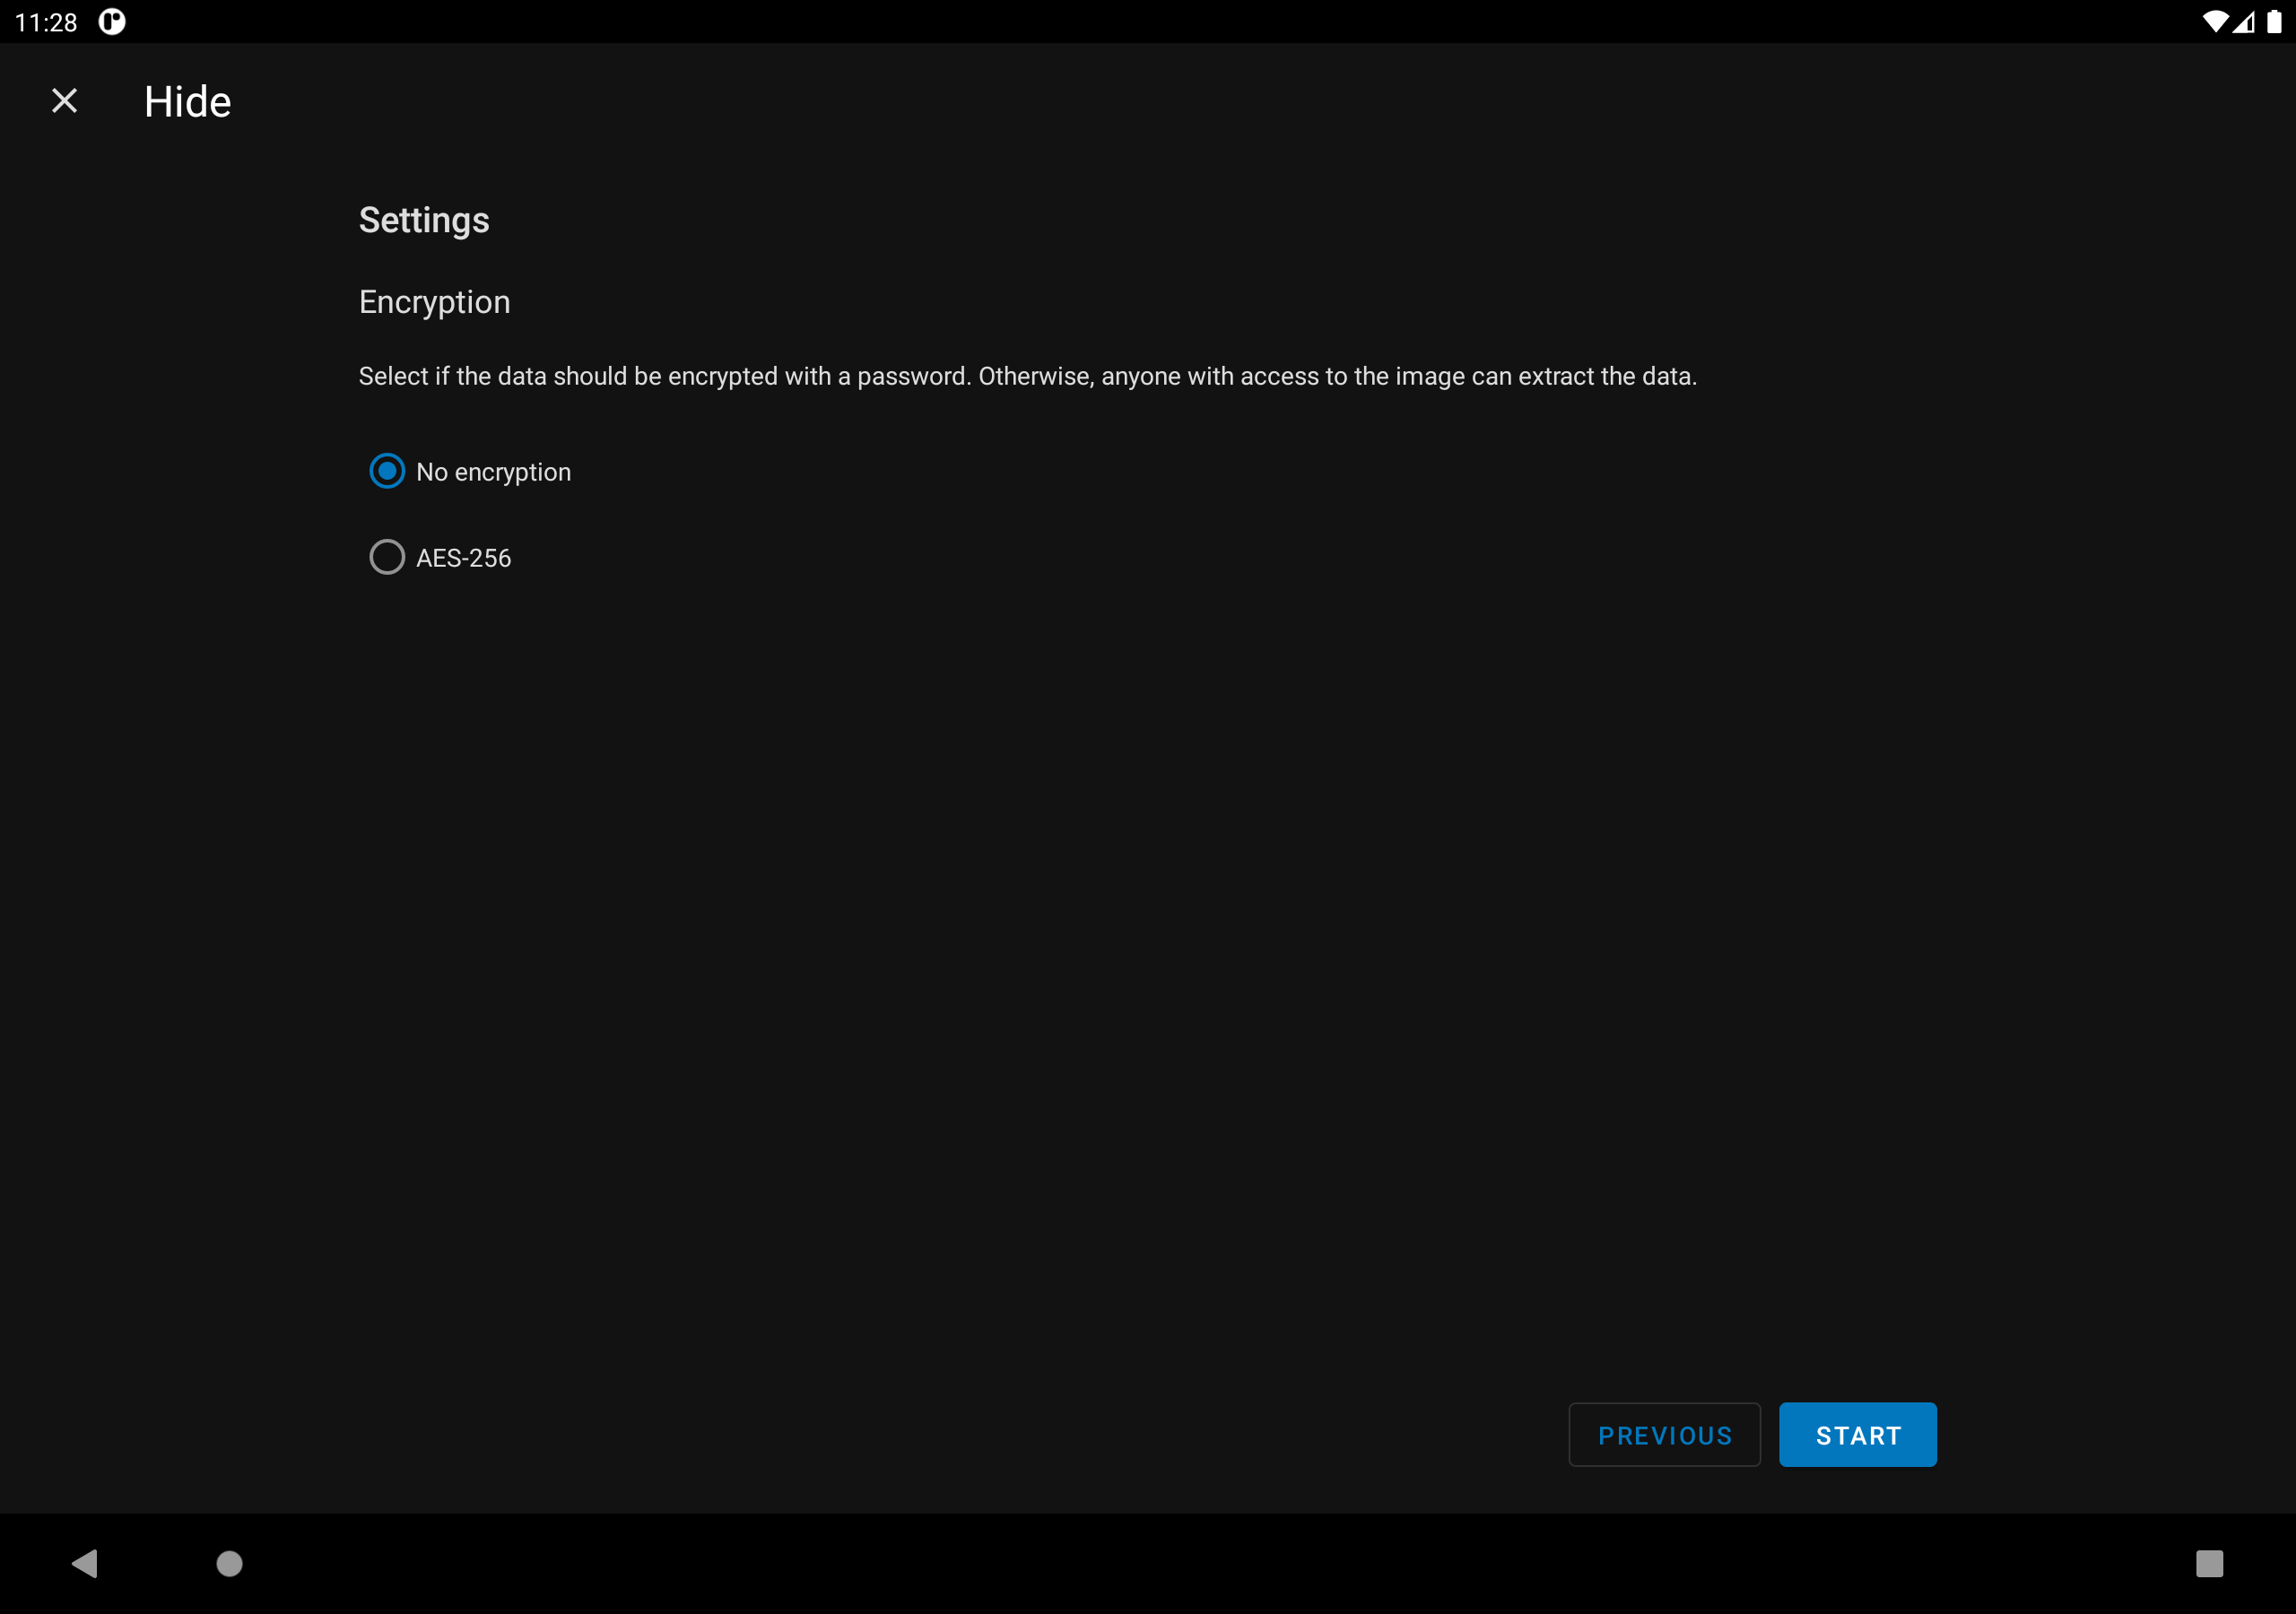 11:28
Hide
Settings
Encryption
Select if the data should be encrypted with a password. Otherwise, anyone with access to the image can extract the data.
No encryption
AES-256
PREVIOUS
START